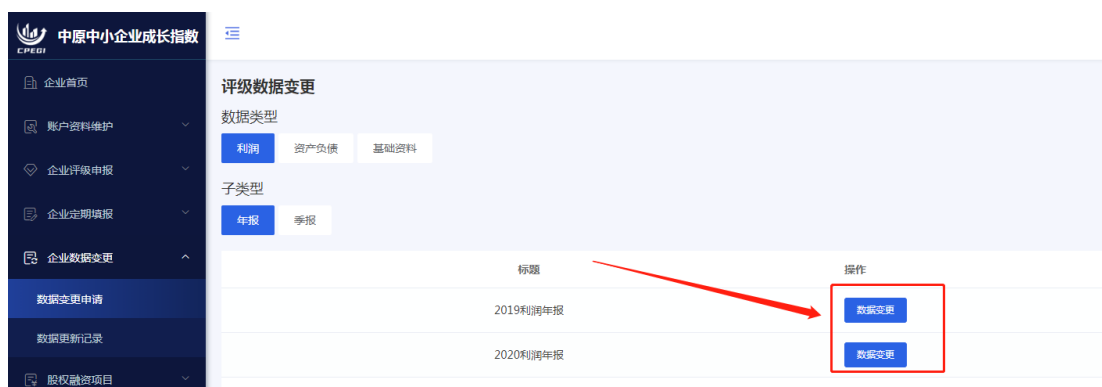 中原中小企业成长指数
CPEGI
企业首页
账户资料维护
企业评级申报
企业定期填报
企业数据变更
数据变更申请
数据更新记录
股权融资项目
评级数据变更
数据类型
利润 资产负债 基础资料
子类型
年报 季报
标题 操作
2019利润年报 数据变更
2020利润年报 数据变更